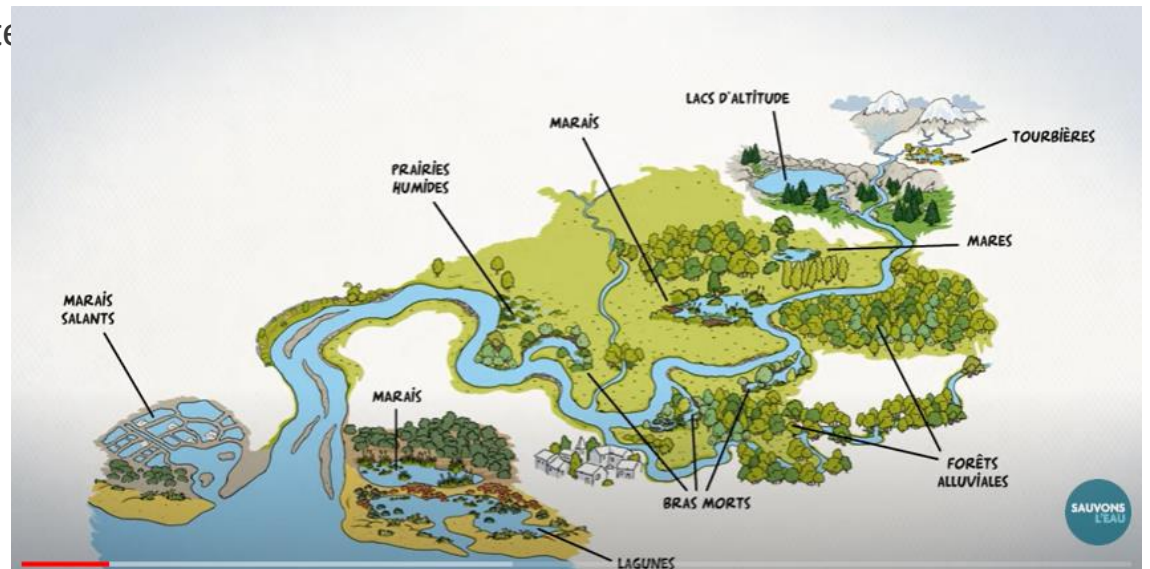 LACS D'ALTITUDE
MARAIS
TOURBIÈRES
PRAIRIES
HUMIDES
MARES
MARAIS
SALANTS
MARAIS
FORÊTS
ALLUVIALES
BRAS MORTS
SAUVONS
L'EAU
LAGUNES